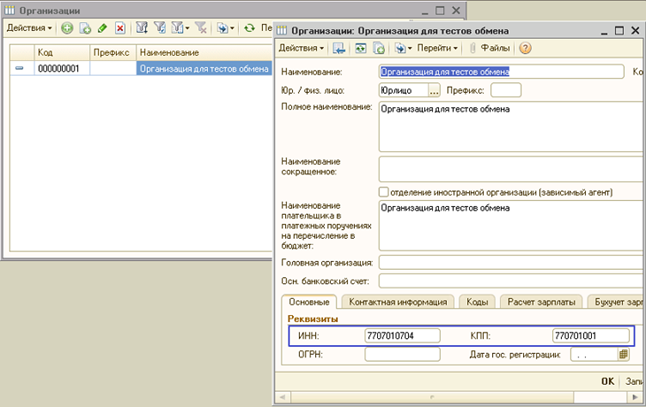 Организации
Действия
Пе
Код Префикс Наименование
000000001 Организация для тестов обмена
Организации: Организация для тестов обмена
Действия Перейти Файлы
Наименование: Организация для тестов обмена Ко
Юр. / физ. лицо: Юрлицо ... Префикс:
Полное наименование: Организация для тестов обмена
Наименование
сокращенное:
отделение иностранной организации (зависимый агент)
Наименование Организация для тестов обмена
плательщика в
платежных поручениях
на перечисление в
бюджет:
Головная организация:
Осн. банковский счет:
Основные Контактная информация Коды Расчет зарплаты Бухучет зар
Реквизиты
ИНН: 7707010704 КПП: 770701001
ОГРН: Дата гос. регистрации: . .
OK Запи